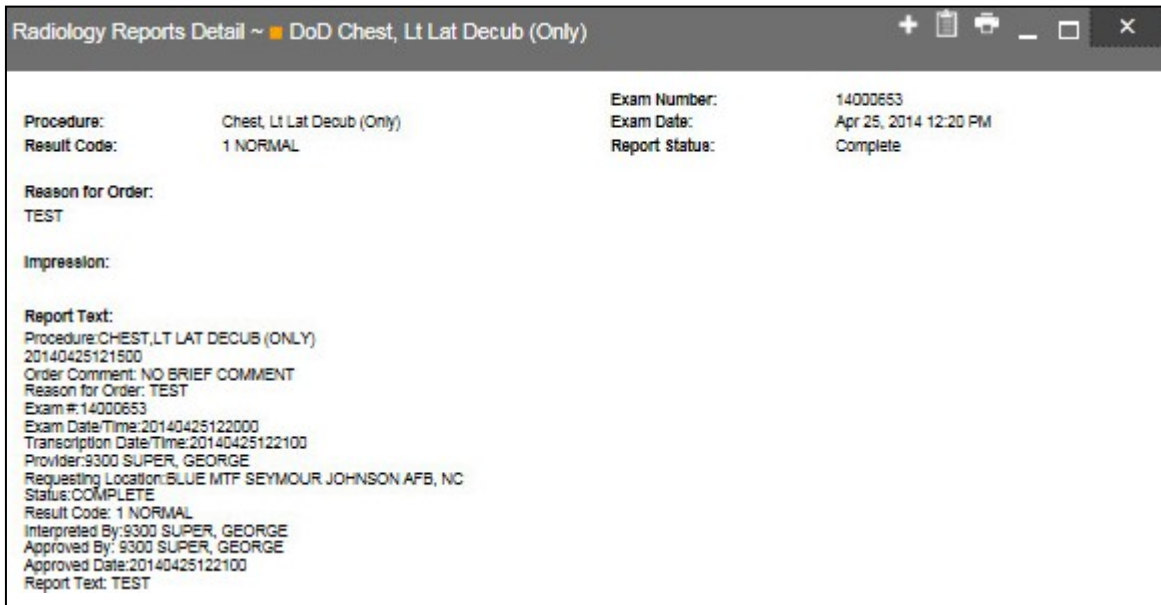 Radiology Reports Detail ~ DoD Chest, Lt Lat Decub (Only)
Exam Number: 14000653
Procedure: Chest, Lt Lat Decub (Only) Exam Date: Apr 25, 2014 12:20 PM
Result Code: 1 NORMAL Report Status: Complete
Reason for Order:
TEST
Impression:
Report Text:
Procedure:CHEST,LT LAT DECUB (ONLY)
20140425121500
Order Comment: NO BRIEF COMMENT
Reason for Order: TEST
Exam #:14000653
Exam Date/Time:20140425122000
Transcription Date/Time:20140425122100
Provider:9300 SUPER, GEORGE
Requesting Location:BLUE MTF SEYMOUR JOHNSON AFB, NC
Status:COMPLETE
Result Code: 1 NORMAL
Interpreted By:9300 SUPER, GEORGE
Approved By: 9300 SUPER, GEORGE
Approved Date:20140425122100
Report Text: TEST